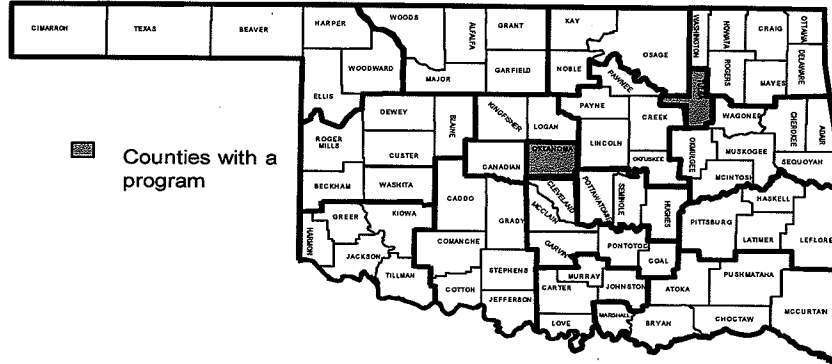 CIMARRON
TEXAS
BEAVER
HARPER
WOODS
ALFALFA
GRANT
KAY
OSAGE
WASHINGTON
NOWATA
CRAIG
OTTAWA
ELLIS
WOODWARD
MAJOR
GARFIELD
NOBLE
PAWNEE
ROGERS
MAYES
DELAWARE
DEWEY
BLAINE
KINGFISHER
LOGAN
PAYNE
CREEK
WAGONER
CHEROKEE
ADAIR
ROGER
MILLS
CUSTER
CANADIAN
OKLAHOMA
LINCOLN
OKFUSKEE
OKMULGEE
MUSKOGEE
SEQUOYAH
Counties with a
program
BECKHAM
WASHITA
CADDO
GRADY
MCCLAIN
CLEVELAND
POTTAWATOMIE
SEMINOLE
HUGHES
MCINTOSH
HASKELL
PITTSBURG
LATIMER
LEFLORE
HARMON
GREER
KIOWA
JACKSON
TILLMAN
COMANCHE
COTTON
STEPHENS
JEFFERSON
GARVIN
PONTOTOC
COAL
MURRAY
CARTER
JOHNSTON
ATOKA
PUSHMATAHA
LOVE
MARSHALL
BRYAN
CHOCTAW
MCCURTAIN